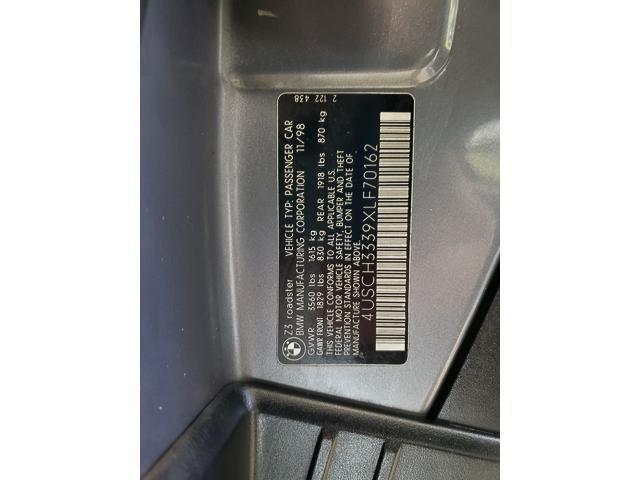 Z3 roadster VEHICLE TYP: PASSENGER CAR
BMW MANUFACTURING CORPORATION 11/98
GVWR 3560 lbs 1615 kg
GAWR FRONT 1829 lbs 830 kg REAR 1918 lbs 870 kg
THIS VEHICLE CONFORMS TO ALL APPLICABLE U.S.
FEDERAL MOTOR VEHICLE SAFETY, BUMPER AND THEFT
PREVENTION STANDARDS IN EFFECT ON THE DATE OF
MANUFACTURE SHOWN ABOVE.
4USCH3339XLF70162
2 122 438